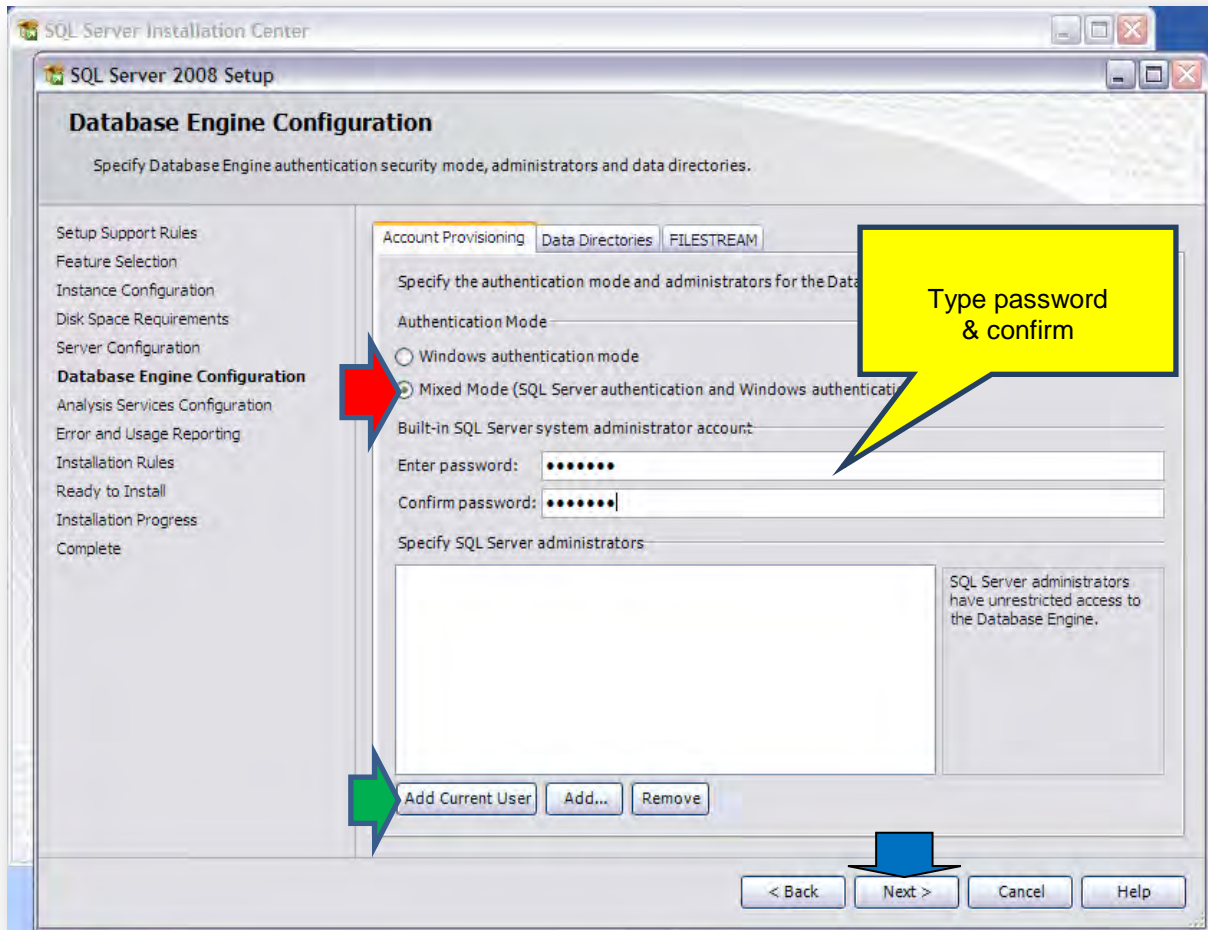 SQL Server Installation Center
SQL Server 2008 Setup
Database Engine Configuration
Specify Database Engine authentication security mode, administrators and data directories.
Setup Support Rules
Feature Selection
Instance Configuration
Disk Space Requirements
Server Configuration
Database Engine Configuration
Analysis Services Configuration
Error and Usage Reporting
Installation Rules
Ready to Install
Installation Progress
Complete
Account Provisioning Data Directories FILESTREAM
Specify the authentication mode and administrators for the Data
Authentication Mode
Windows authentication mode
Mixed Mode (SQL Server authentication and Windows authenticatio
Built-in SQL Server system administrator account
Enter password: •••••••
Confirm password: •••••••
Specify SQL Server administrators
SQL Server administrators
have unrestricted access to
the Database Engine.
Add Current User Add... Remove
Type password
& confirm
< Back Next > Cancel Help